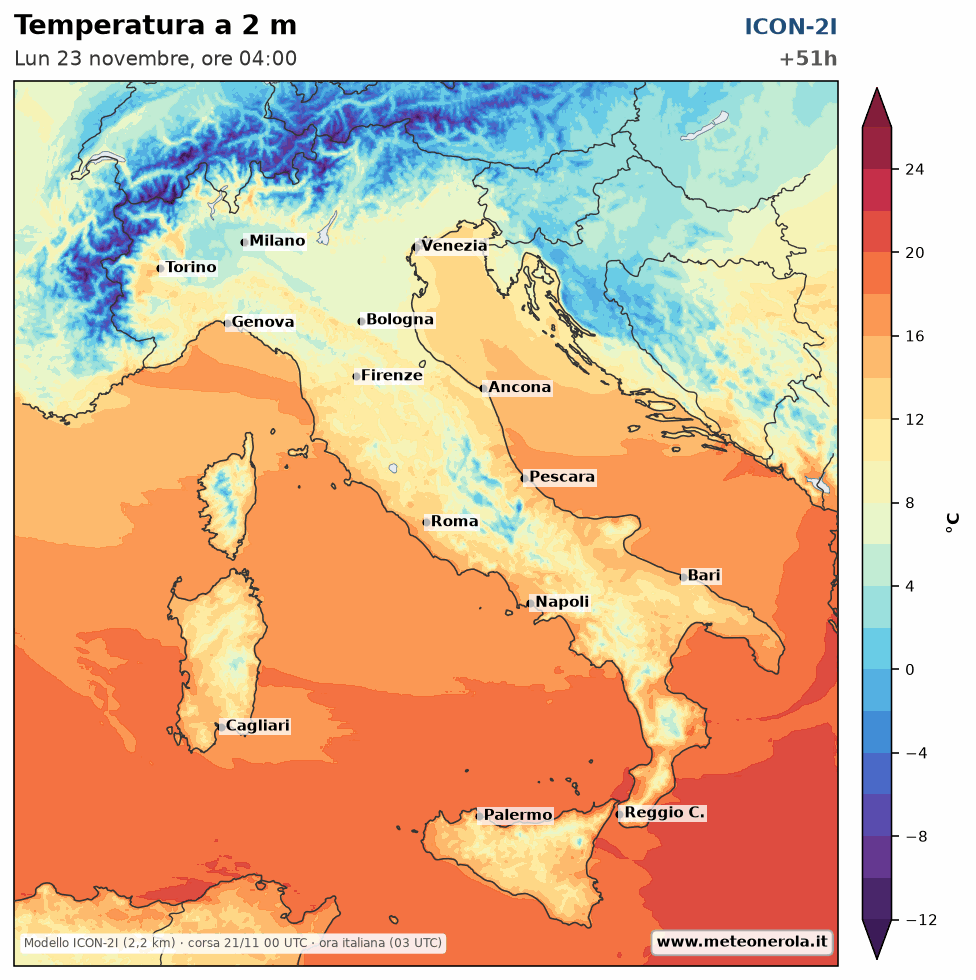 Temperatura a 2 m
ICON-2I
Lun 23 novembre, ore 04:00
+51h
Milano
Venezia
Torino
Genova
Bologna
Firenze
Ancona
Pescara
Roma
Bari
Napoli
Cagliari
Palermo
Reggio C.
24
20
16
12
8
4
0
−4
−8
−12
°C
Modello ICON-2I (2,2 km) · corsa 21/11 00 UTC · ora italiana (03 UTC)
www.meteonerola.it